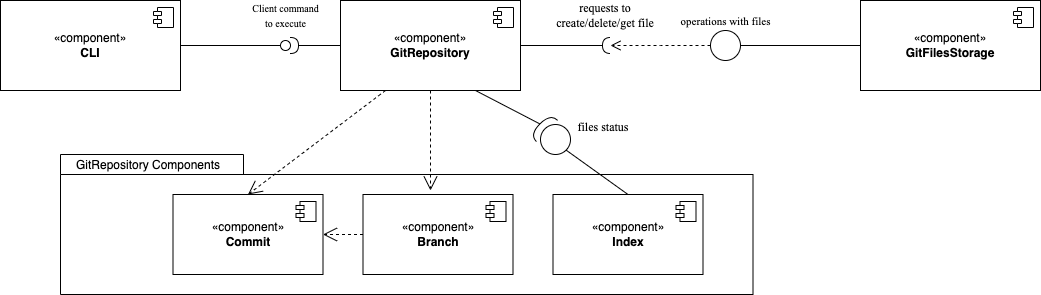 Client command
to execute
requests to
create/delete/get file
operations with files
«component»
CLI
«component»
GitRepository
«component»
GitFilesStorage
files status
GitRepository Components
«component»
Commit
«component»
Branch
«component»
Index